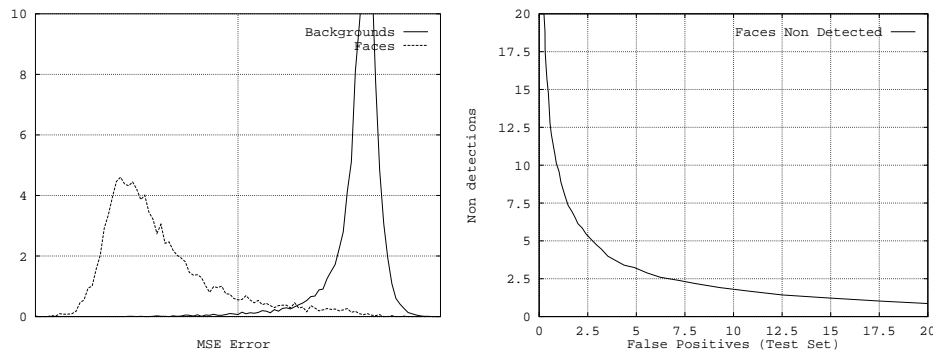 10
8
6
4
2
0
Backgrounds
Faces
MSE Error
20
17.5
15
12.5
10
7.5
5
2.5
0
Non detections
Faces Non Detected
0 2.5 5 7.5 10 12.5 15 17.5 20
False Positives (Test Set)